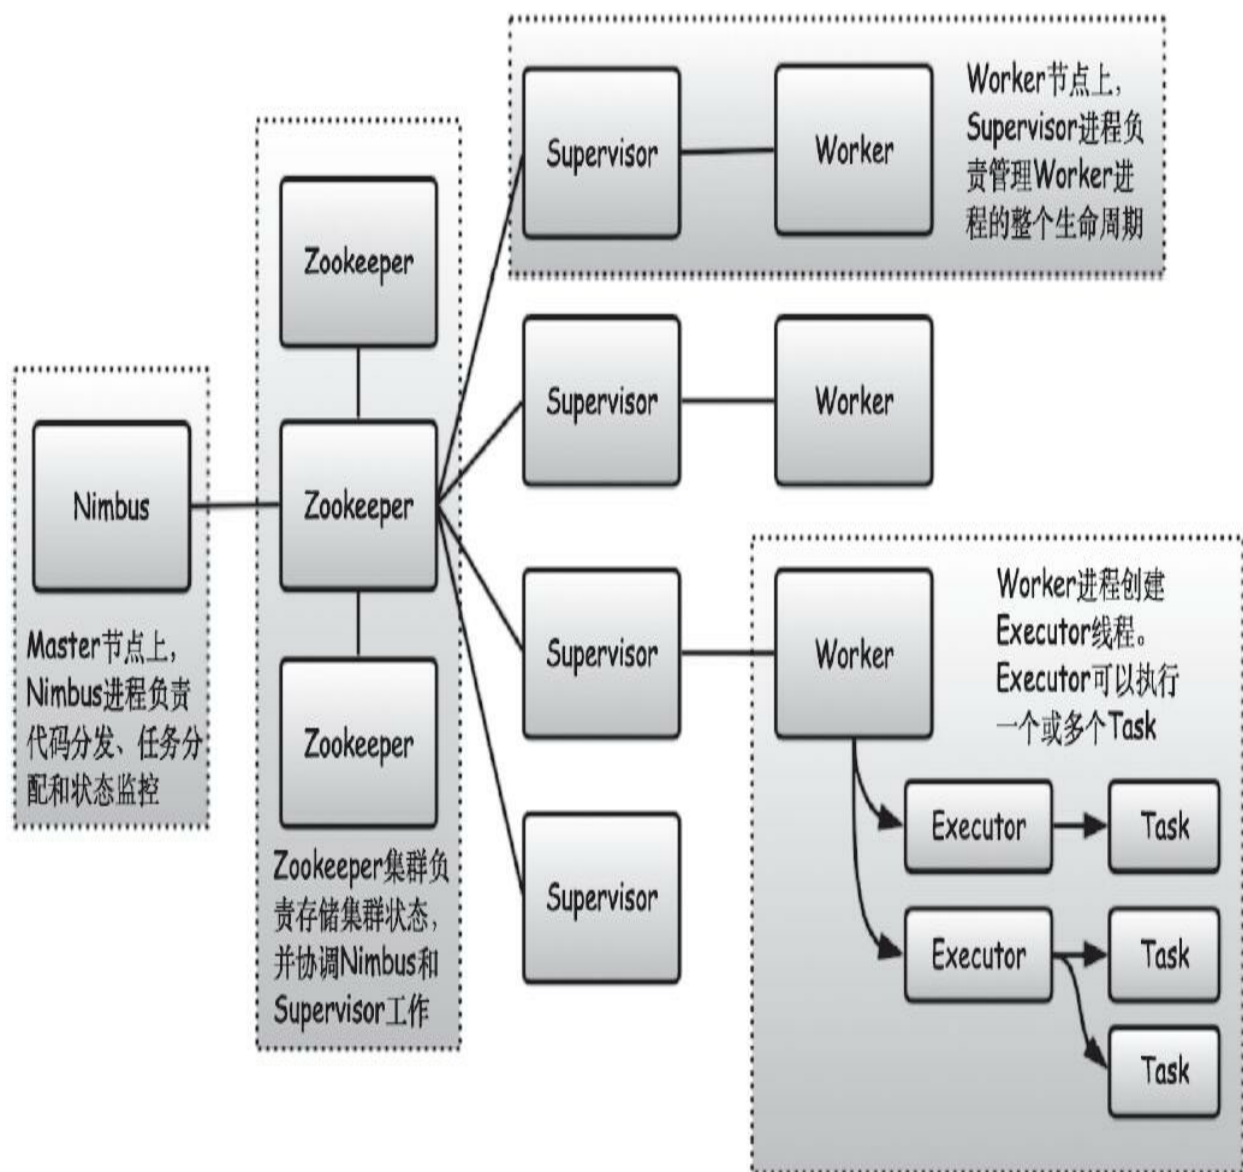 Supervisor
Worker
Worker节点上，
Supervisor进程负
责管理Worker进
程的整个生命周期
Zookeeper
Supervisor
Worker
Nimbus
Zookeeper
Master节点上，
Nimbus进程负责
代码分发、任务分
配和状态监控
Zookeeper
Zookeeper集群负
责存储集群状态，
并协调Nimbus和
Supervisor工作
Supervisor
Worker
Worker进程创建
Executor线程。
Executor可以执行
一个或多个Task
Executor
Task
Supervisor
Executor
Task
Task